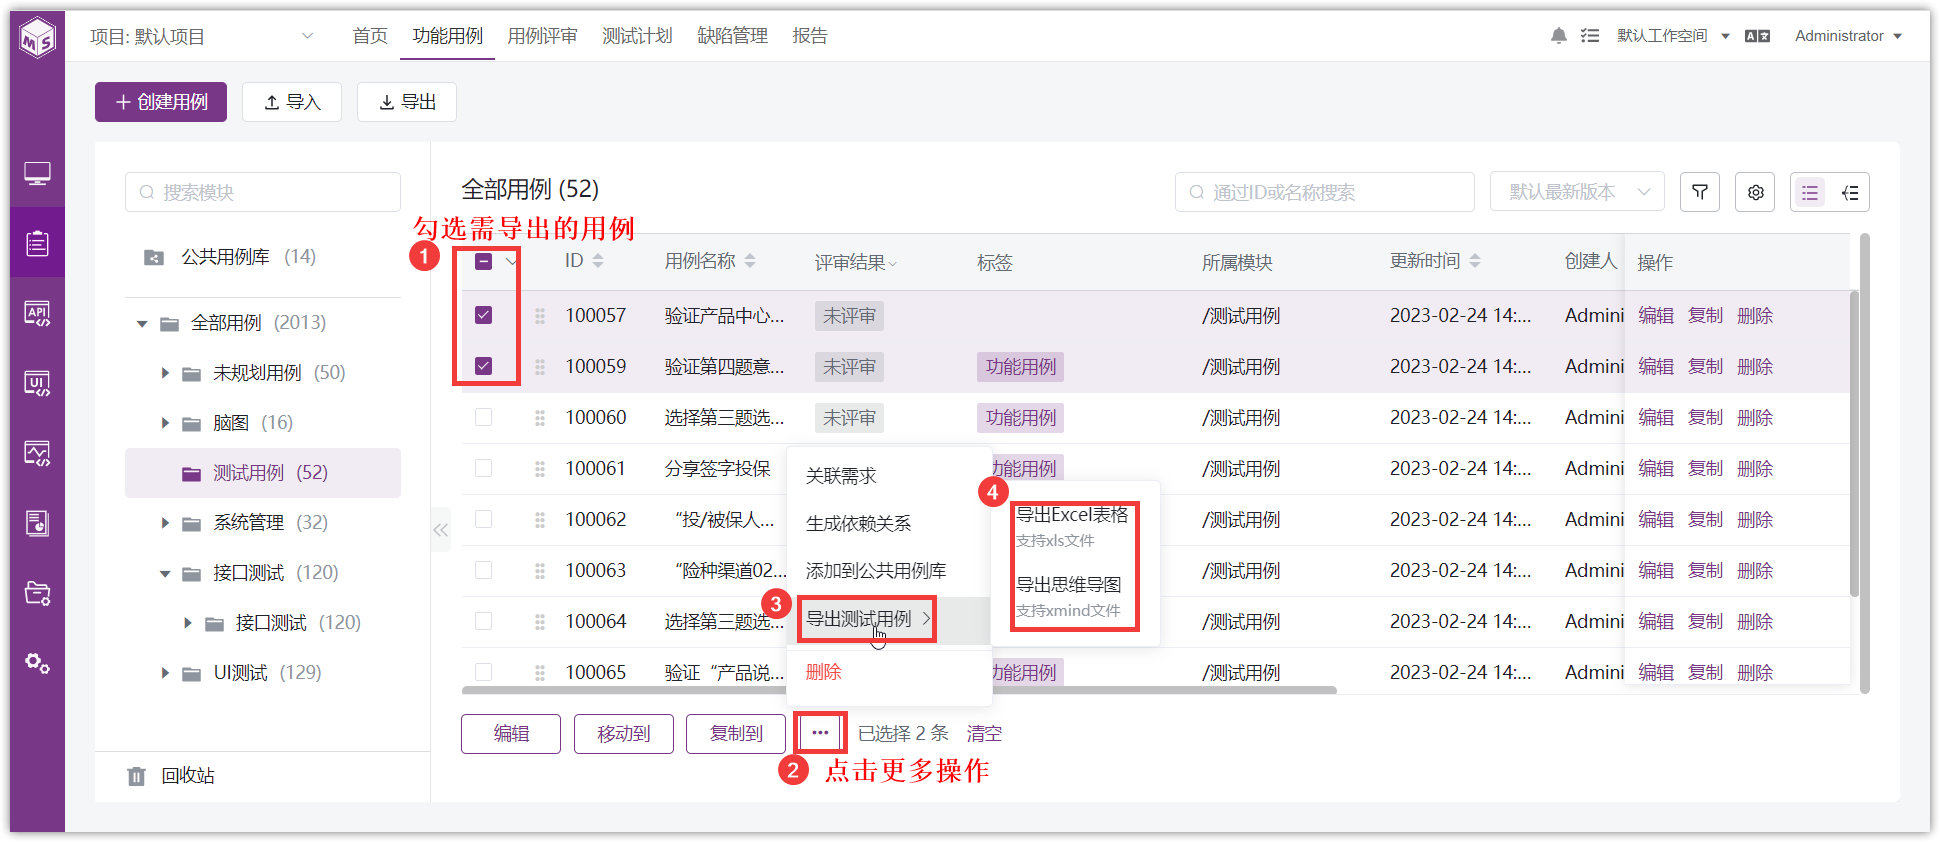 MS
项目: 默认项目
首页 功能用例 用例评审 测试计划 缺陷管理 报告
默认工作空间
Administrator
创建用例
导入
导出
搜索模块
公共用例库 (14)
全部用例 (2013)
未规划用例 (50)
脑图 (16)
测试用例 (52)
系统管理 (32)
接口测试 (120)
接口测试 (120)
UI测试 (129)
回收站
API
UI
全部用例 (52)
通过ID或名称搜索
默认最新版本
勾选需导出的用例
1
ID 用例名称 评审结果 标签 所属模块 更新时间 创建人 操作
100057 验证产品中心... 未评审 /测试用例 2023-02-24 14:... Admini 编辑 复制 删除
100059 验证第四题意... 未评审 功能用例 /测试用例 2023-02-24 14:... Admini 编辑 复制 删除
100060 选择第三题选... 未评审 功能用例 /测试用例 2023-02-24 14:... Admini 编辑 复制 删除
100061 分享签字投保 功能用例 /测试用例 2023-02-24 14:... Admini 编辑 复制 删除
100062 “投/被保人... /测试用例 2023-02-24 14:... Admini 编辑 复制 删除
100063 “险种渠道02... /测试用例 2023-02-24 14:... Admini 编辑 复制 删除
100064 选择第三题选... /测试用例 2023-02-24 14:... Admini 编辑 复制 删除
100065 验证“产品说... 功能用例 /测试用例 2023-02-24 14:... Admini 编辑 复制 删除
关联需求
生成依赖关系
添加到公共用例库
3
导出测试用例
删除
4
导出Excel表格
支持xls文件
导出思维导图
支持xmind文件
编辑 移动到 复制到 ••• 已选择 2 条 清空
2 点击更多操作